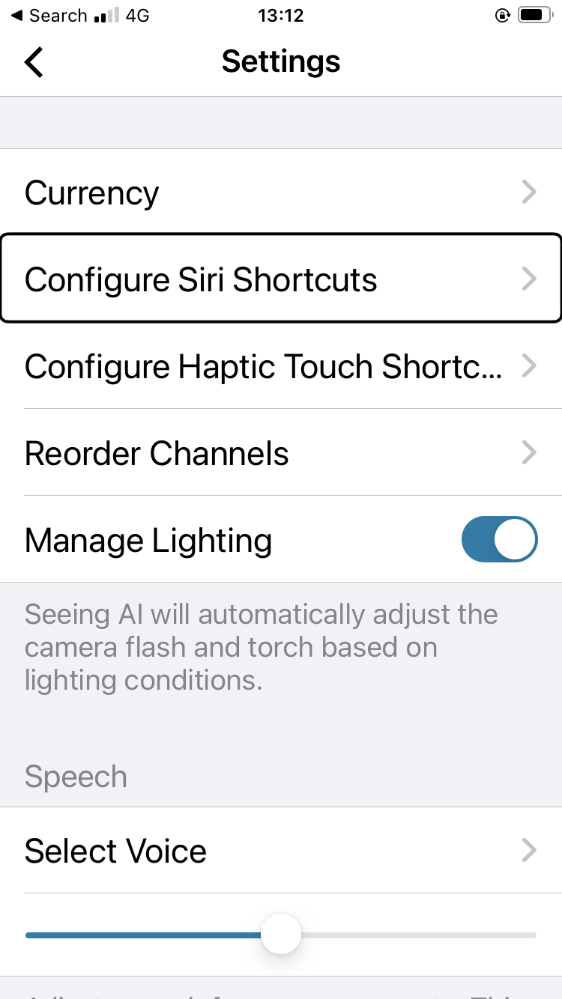 Search 4G 13:12
Settings
Currency
Configure Siri Shortcuts
Configure Haptic Touch Shortc...
Reorder Channels
Manage Lighting
Seeing AI will automatically adjust the
camera flash and torch based on
lighting conditions.
Speech
Select Voice